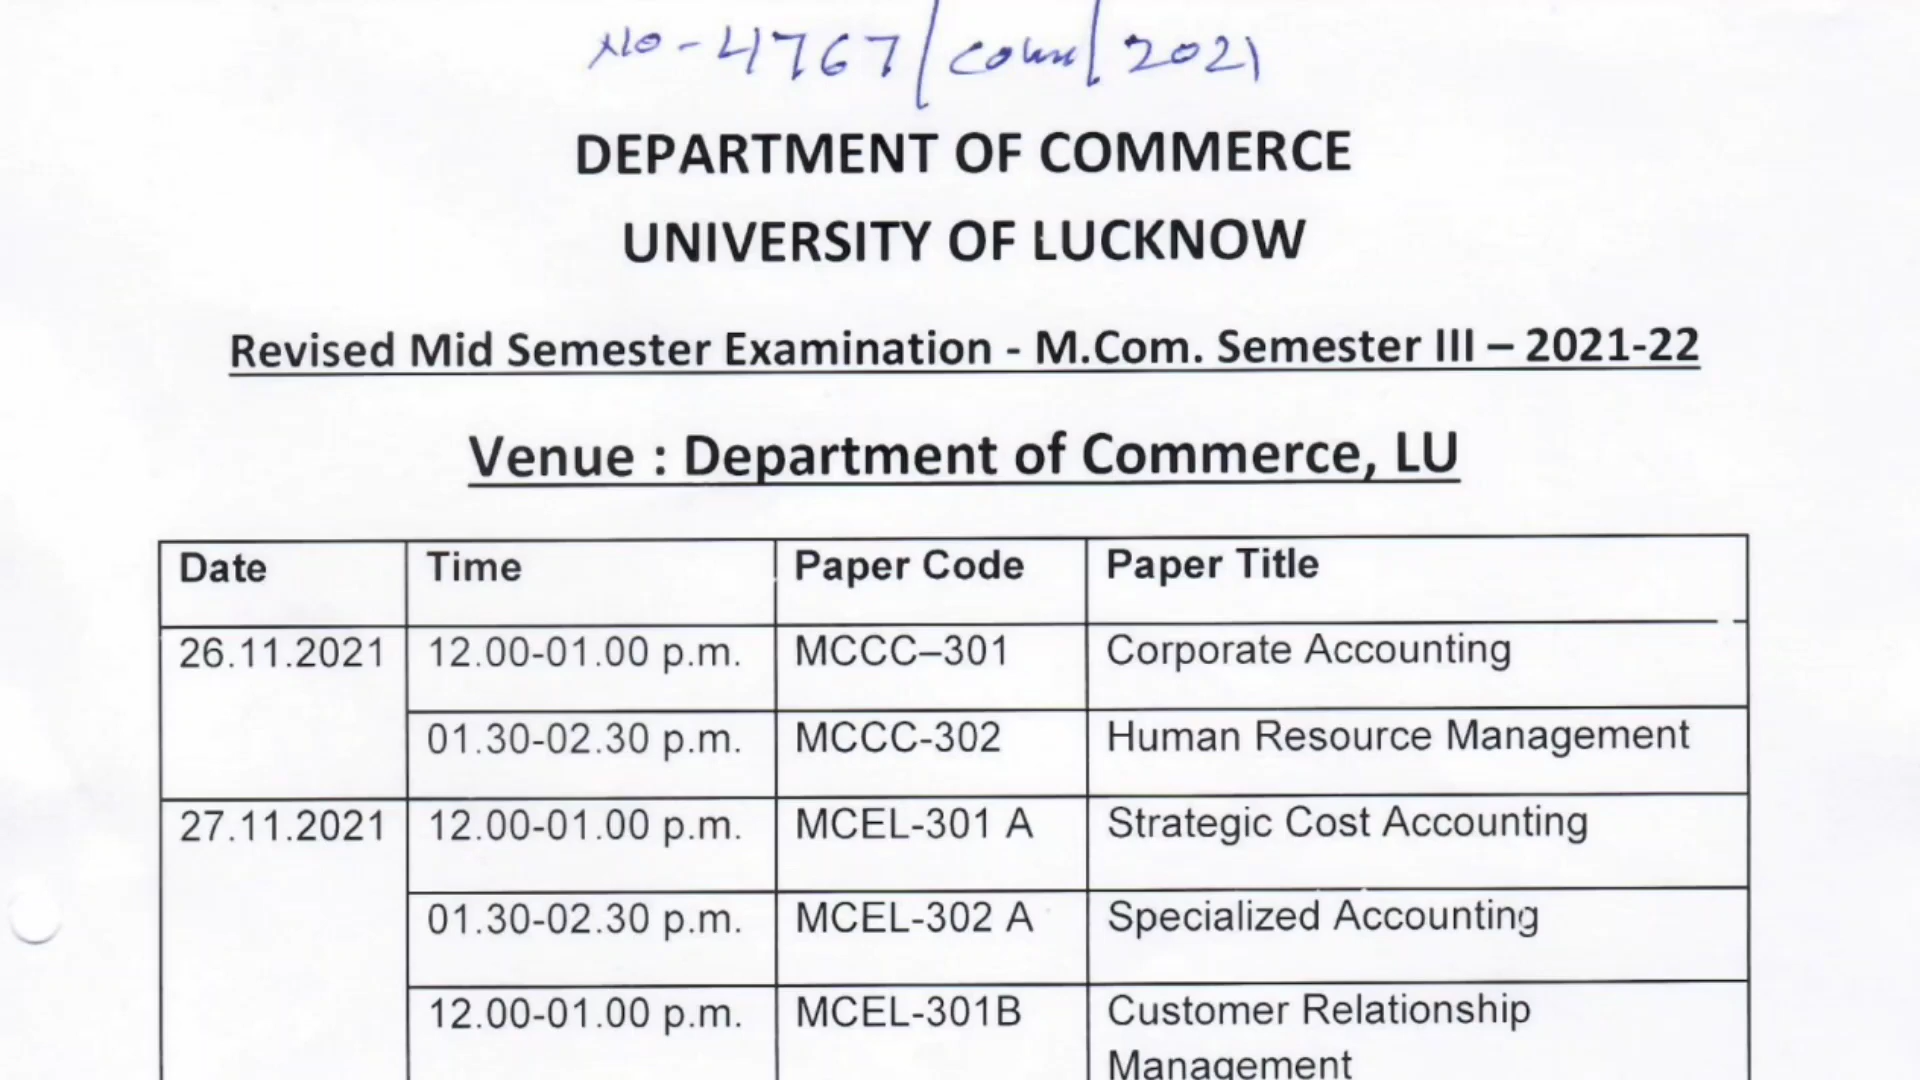 No-4767/Com/2021
DEPARTMENT OF COMMERCE
UNIVERSITY OF LUCKNOW
Revised Mid Semester Examination - M.Com. Semester III – 2021-22
Venue : Department of Commerce, LU
Date Time Paper Code Paper Title
26.11.2021 12.00-01.00 p.m. MCCC–301 Corporate Accounting
01.30-02.30 p.m. MCCC-302 Human Resource Management
27.11.2021 12.00-01.00 p.m. MCEL-301 A Strategic Cost Accounting
01.30-02.30 p.m. MCEL-302 A Specialized Accounting
12.00-01.00 p.m. MCEL-301B Customer Relationship
Management